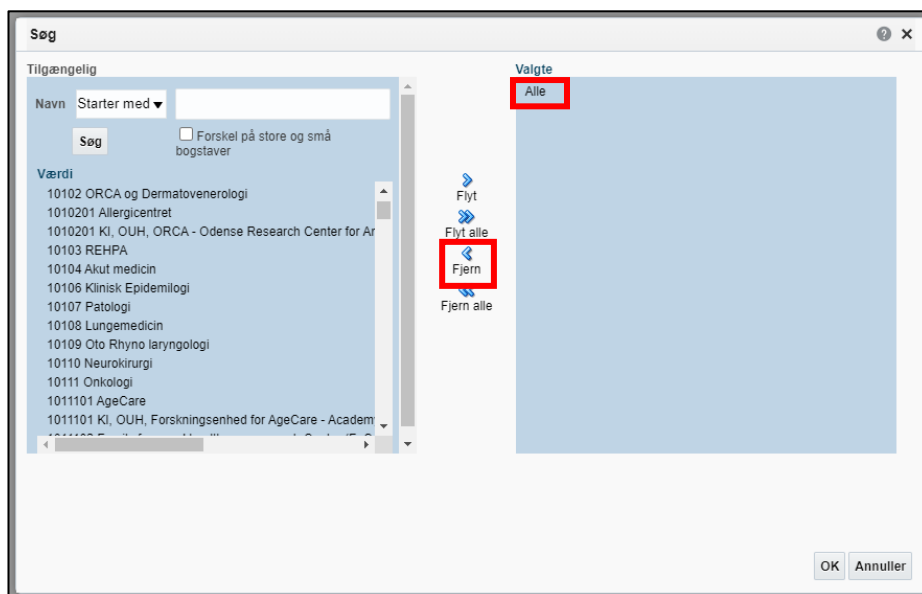 Søg
Tilgængelig
Navn Starter med
Søg
Forskel på store og små
bogstaver
Værdi
10102 ORCA og Dermatovenerologi
1010201 Allergicentret
1010201 KI, OUH, ORCA - Odense Research Center for Ar
10103 REHPA
10104 Akut medicin
10106 Klinisk Epidemilogi
10107 Patologi
10108 Lungemedicin
10109 Oto Rhyno laryngologi
10110 Neurokirurgi
10111 Onkologi
1011101 AgeCare
1011101 KI, OUH, Forskningsenhed for AgeCare - Academ
Flyt
Flyt alle
Fjern
Fjern alle
Valgte
Alle
OK Annuller